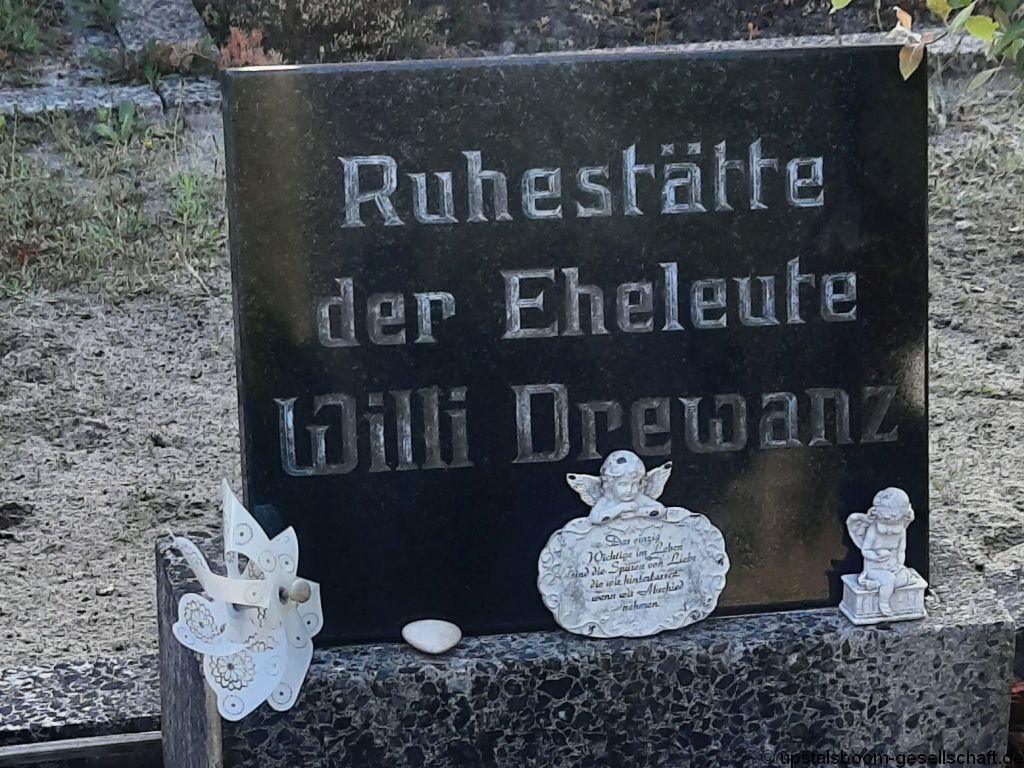 Ruhestätte
der Eheleute
Willi Drewanz
Das einzig
Wichtige im Leben
sind die Spuren von Liebe
die wir hinterlassen,
wenn wir Abschied
nehmen.
© upstalsboom-gesellschaft.de